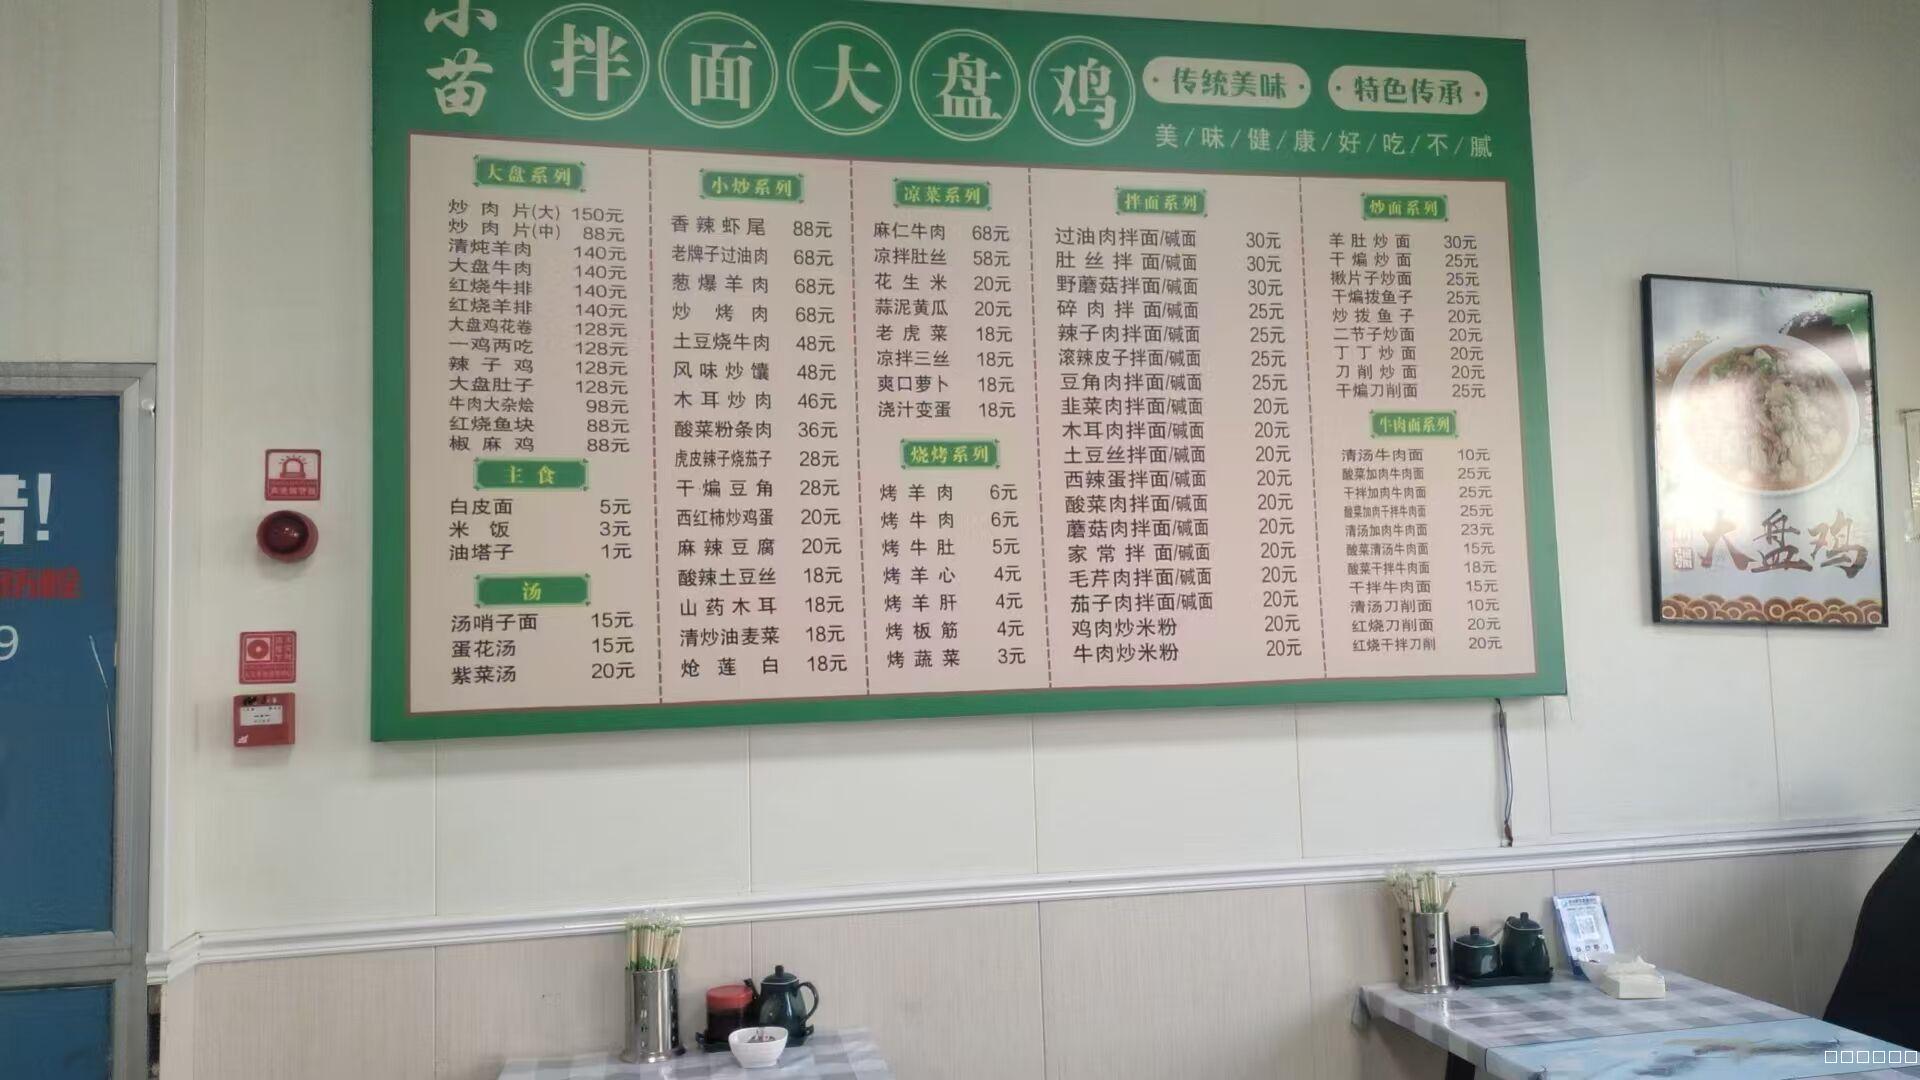 小苗
拌面大盘鸡
传统美味
特色传承
美/味/健/康/好/吃/不/腻
大盘系列
炒肉片(大) 150元
炒肉片(中) 88元
清炖羊肉 140元
大盘牛肉 140元
红烧牛排 140元
红烧羊排 140元
大盘鸡花卷 128元
一鸡两吃 128元
辣子鸡 128元
大盘肚子 128元
牛肉大杂烩 98元
红烧鱼块 88元
椒麻鸡 88元
主食
白皮面 5元
米饭 3元
油塔子 1元
汤
汤哨子面 15元
蛋花汤 15元
紫菜汤 20元
小炒系列
香辣虾尾 88元
老牌子过油肉 68元
葱爆羊肉 68元
炒烤肉 68元
土豆烧牛肉 48元
风味炒馕 48元
木耳炒肉 46元
酸菜粉条肉 36元
虎皮辣子烧茄子 28元
干煸豆角 28元
西红柿炒鸡蛋 20元
麻辣豆腐 20元
酸辣土豆丝 18元
山药木耳 18元
清炒油麦菜 18元
炝莲白 18元
凉菜系列
麻仁牛肉 68元
凉拌肚丝 58元
花生米 20元
蒜泥黄瓜 20元
老虎菜 18元
凉拌三丝 18元
爽口萝卜 18元
浇汁变蛋 18元
烧烤系列
烤羊肉 6元
烤牛肉 6元
烤牛肚 5元
烤羊心 4元
烤羊肝 4元
烤板筋 4元
烤蔬菜 3元
拌面系列
过油肉拌面/碱面 30元
肚丝拌面/碱面 30元
野蘑菇拌面/碱面 30元
碎肉拌面/碱面 25元
辣子肉拌面/碱面 25元
滚辣皮子拌面/碱面 25元
豆角肉拌面/碱面 25元
韭菜肉拌面/碱面 20元
木耳肉拌面/碱面 20元
土豆丝拌面/碱面 20元
西辣蛋拌面/碱面 20元
酸菜肉拌面/碱面 20元
蘑菇肉拌面/碱面 20元
家常拌面/碱面 20元
毛芹肉拌面/碱面 20元
茄子肉拌面/碱面 20元
鸡肉炒米粉 20元
牛肉炒米粉 20元
炒面系列
羊肚炒面 30元
干煸炒面 25元
揪片子炒面 25元
干煸拨鱼子 25元
炒拨鱼子 20元
二节子炒面 20元
丁丁炒面 20元
刀削炒面 20元
干煸刀削面 25元
牛肉面系列
清汤牛肉面 10元
酸菜加肉牛肉面 25元
干拌加肉牛肉面 25元
酸菜加肉干拌牛肉面 25元
清汤加肉牛肉面 23元
酸菜清汤牛肉面 15元
酸菜干拌牛肉面 18元
干拌牛肉面 15元
清汤刀削面 10元
红烧刀削面 20元
红烧干拌刀削 20元
大盘鸡
9